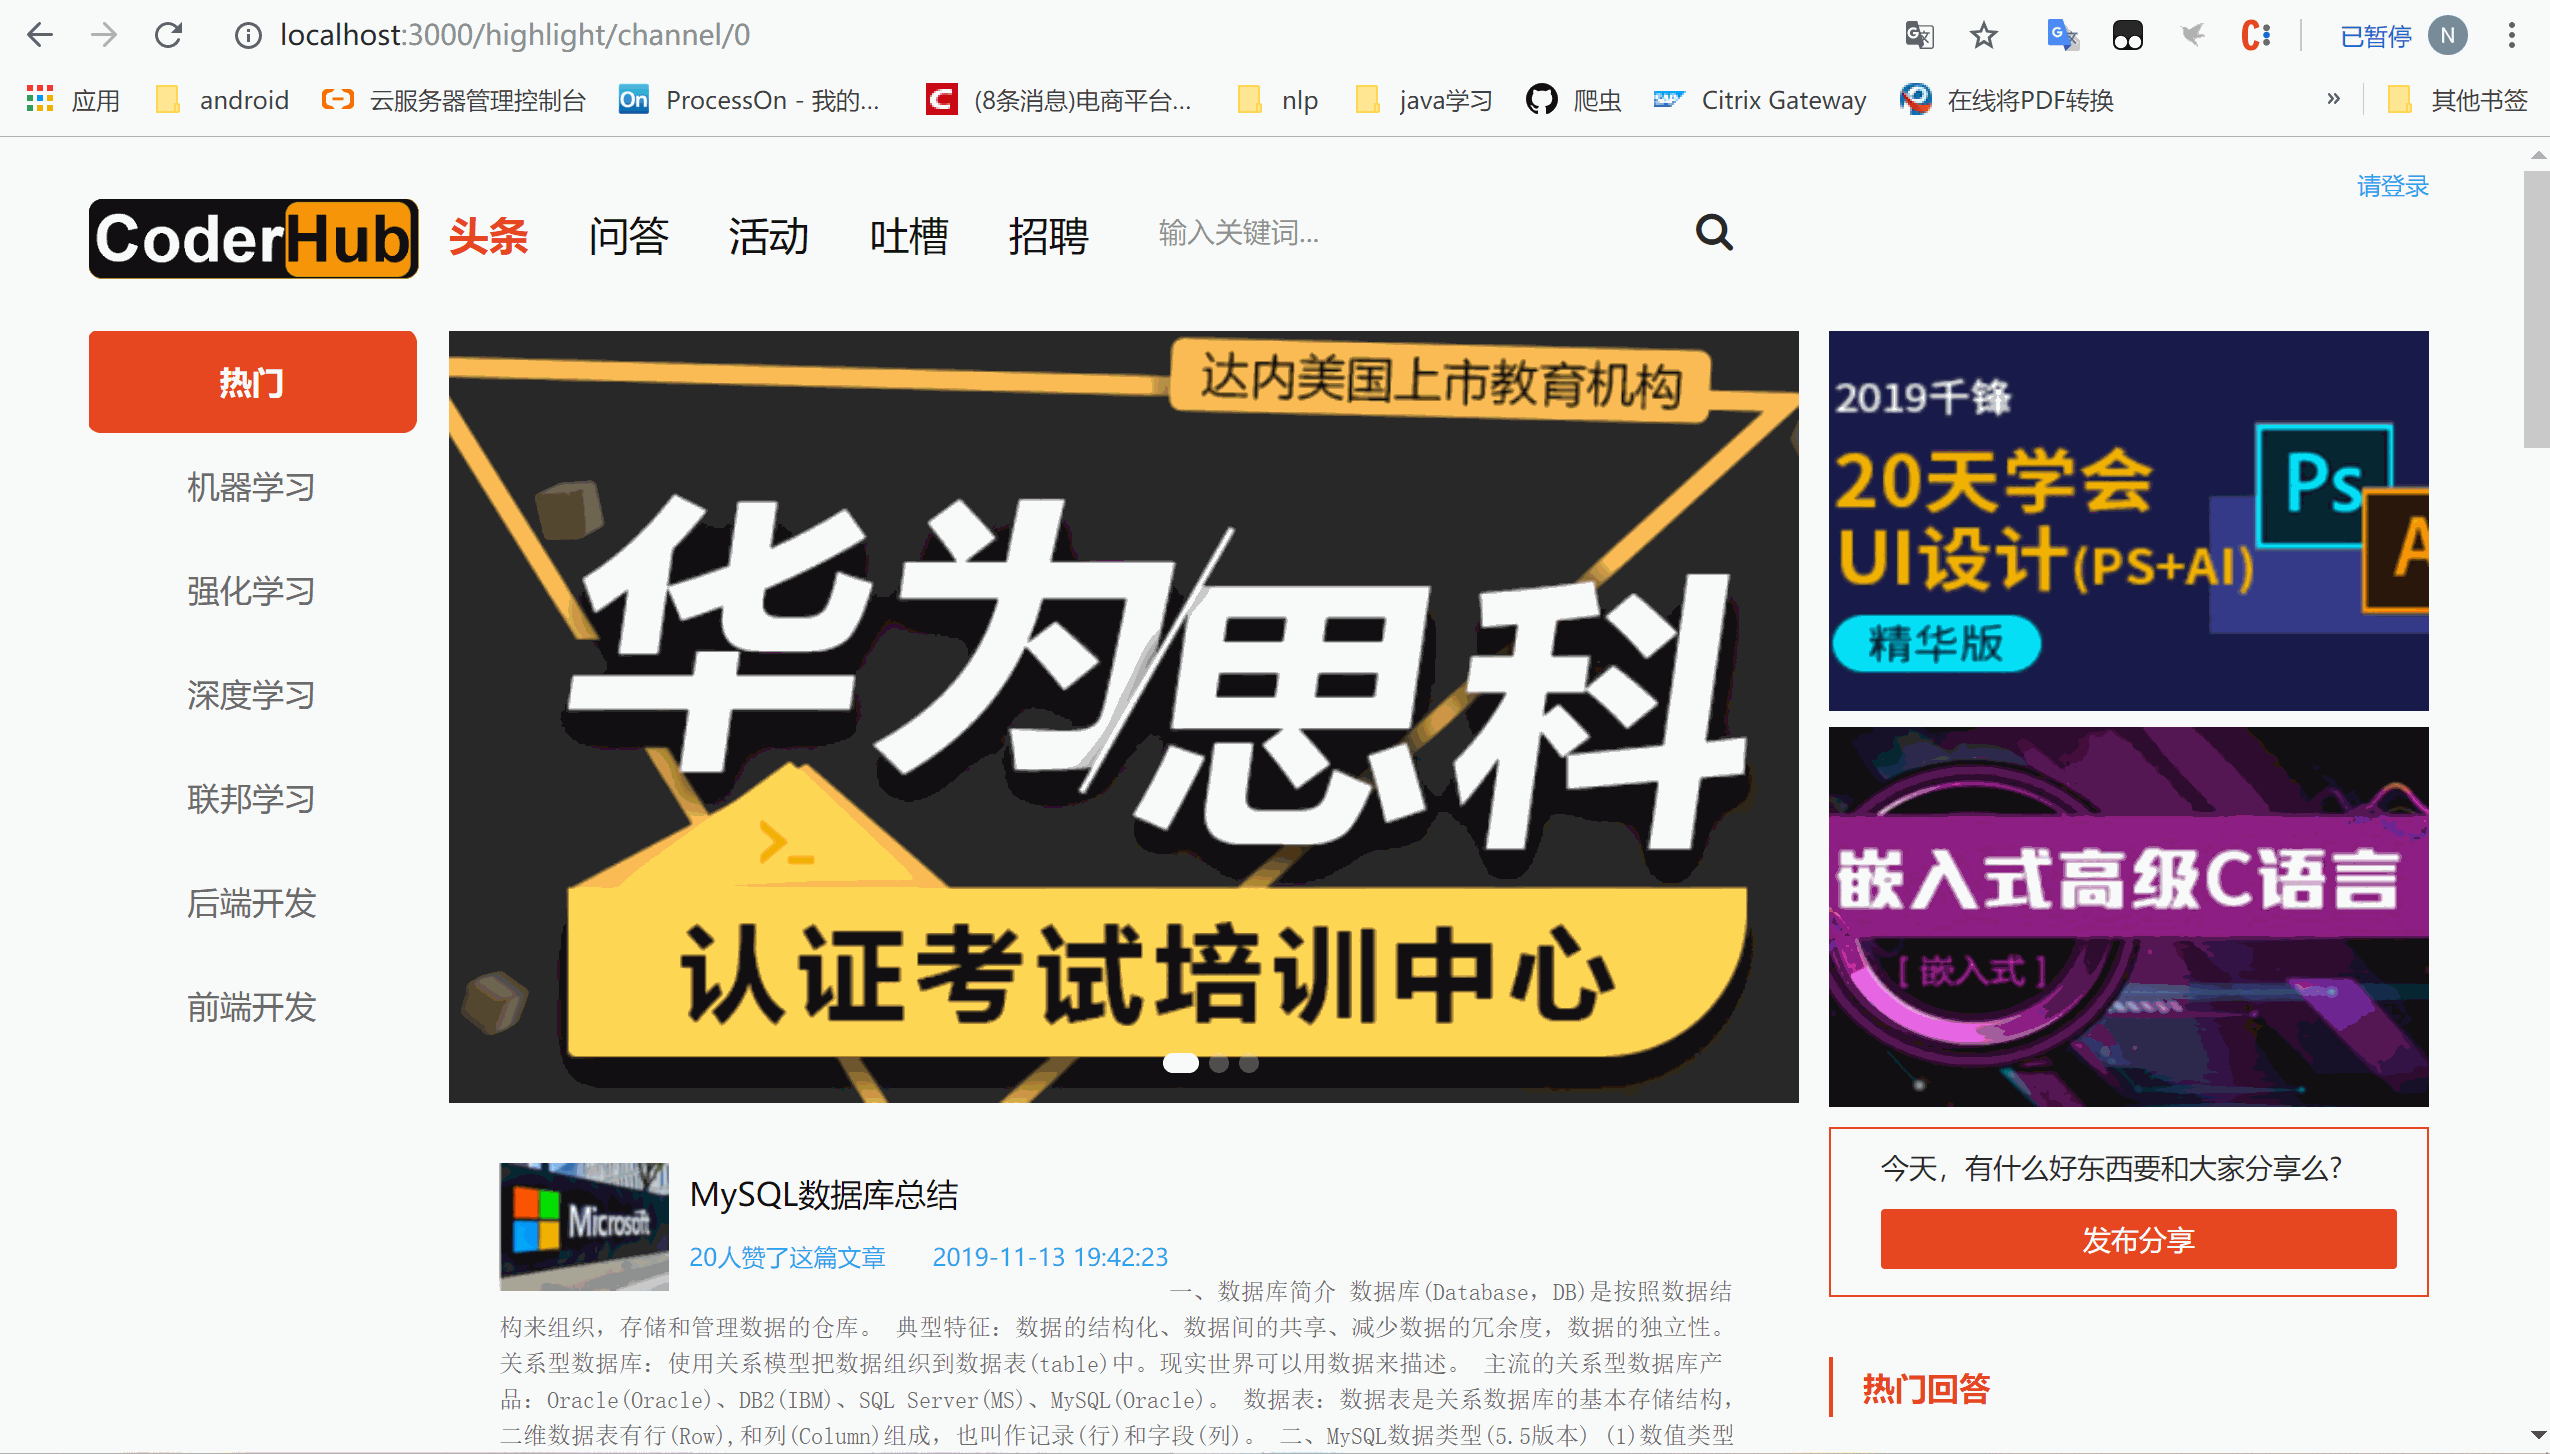 localhost:3000/highlight/channel/0
已暂停
N
应用
android
云服务器管理控制台
On
ProcessOn - 我的...
(8条消息)电商平台...
nlp
java学习
爬虫
SAP
Citrix Gateway
在线将PDF转换
»
其他书签
请登录
CoderHub
头条
问答
活动
吐槽
招聘
输入关键词...
热门
机器学习
强化学习
深度学习
联邦学习
后端开发
前端开发
达内美国上市教育机构
华为/思科
>_
认证考试培训中心
2019千锋
20天学会
UI设计(PS+AI)
精华版
Ps
A
嵌入式高级C语言
[ 嵌入式 ]
Microsoft
MySQL数据库总结
20人赞了这篇文章
2019-11-13 19:42:23
一、数据库简介 数据库(Database，DB)是按照数据结
构来组织，存储和管理数据的仓库。 典型特征：数据的结构化、数据间的共享、减少数据的冗余度，数据的独立性。
关系型数据库：使用关系模型把数据组织到数据表(table)中。现实世界可以用数据来描述。 主流的关系型数据库产
品：Oracle(Oracle)、DB2(IBM)、SQL Server(MS)、MySQL(Oracle)。 数据表：数据表是关系数据库的基本存储结构，
二维数据表有行(Row),和列(Column)组成，也叫作记录(行)和字段(列)。 二、MySQL数据类型(5.5版本) (1)数值类型
今天，有什么好东西要和大家分享么?
发布分享
热门回答